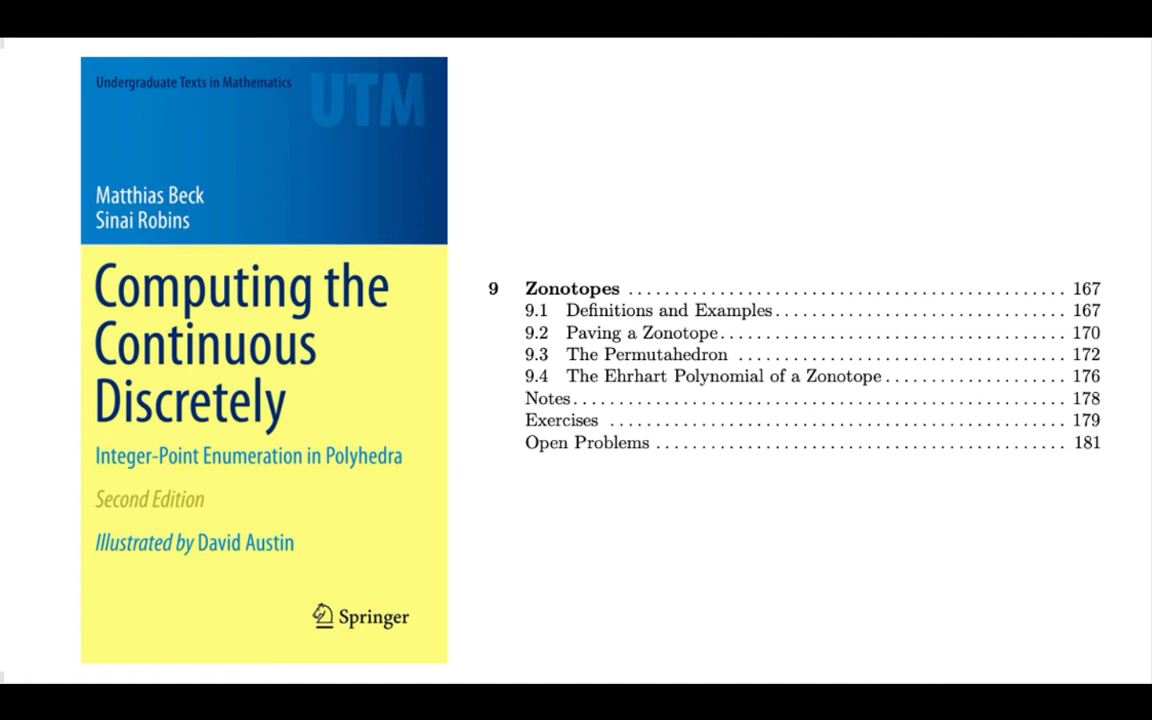 Undergraduate Texts in Mathematics
UTM
Matthias Beck
Sinai Robins
Computing the
Continuous
Discretely
Integer-Point Enumeration in Polyhedra
Second Edition
Illustrated by David Austin
Springer
9 Zonotopes ........................................ 167
9.1 Definitions and Examples ........................................ 167
9.2 Paving a Zonotope ........................................ 170
9.3 The Permutahedron ........................................ 172
9.4 The Ehrhart Polynomial of a Zonotope ........................................ 176
Notes ........................................ 178
Exercises ........................................ 179
Open Problems ........................................ 181